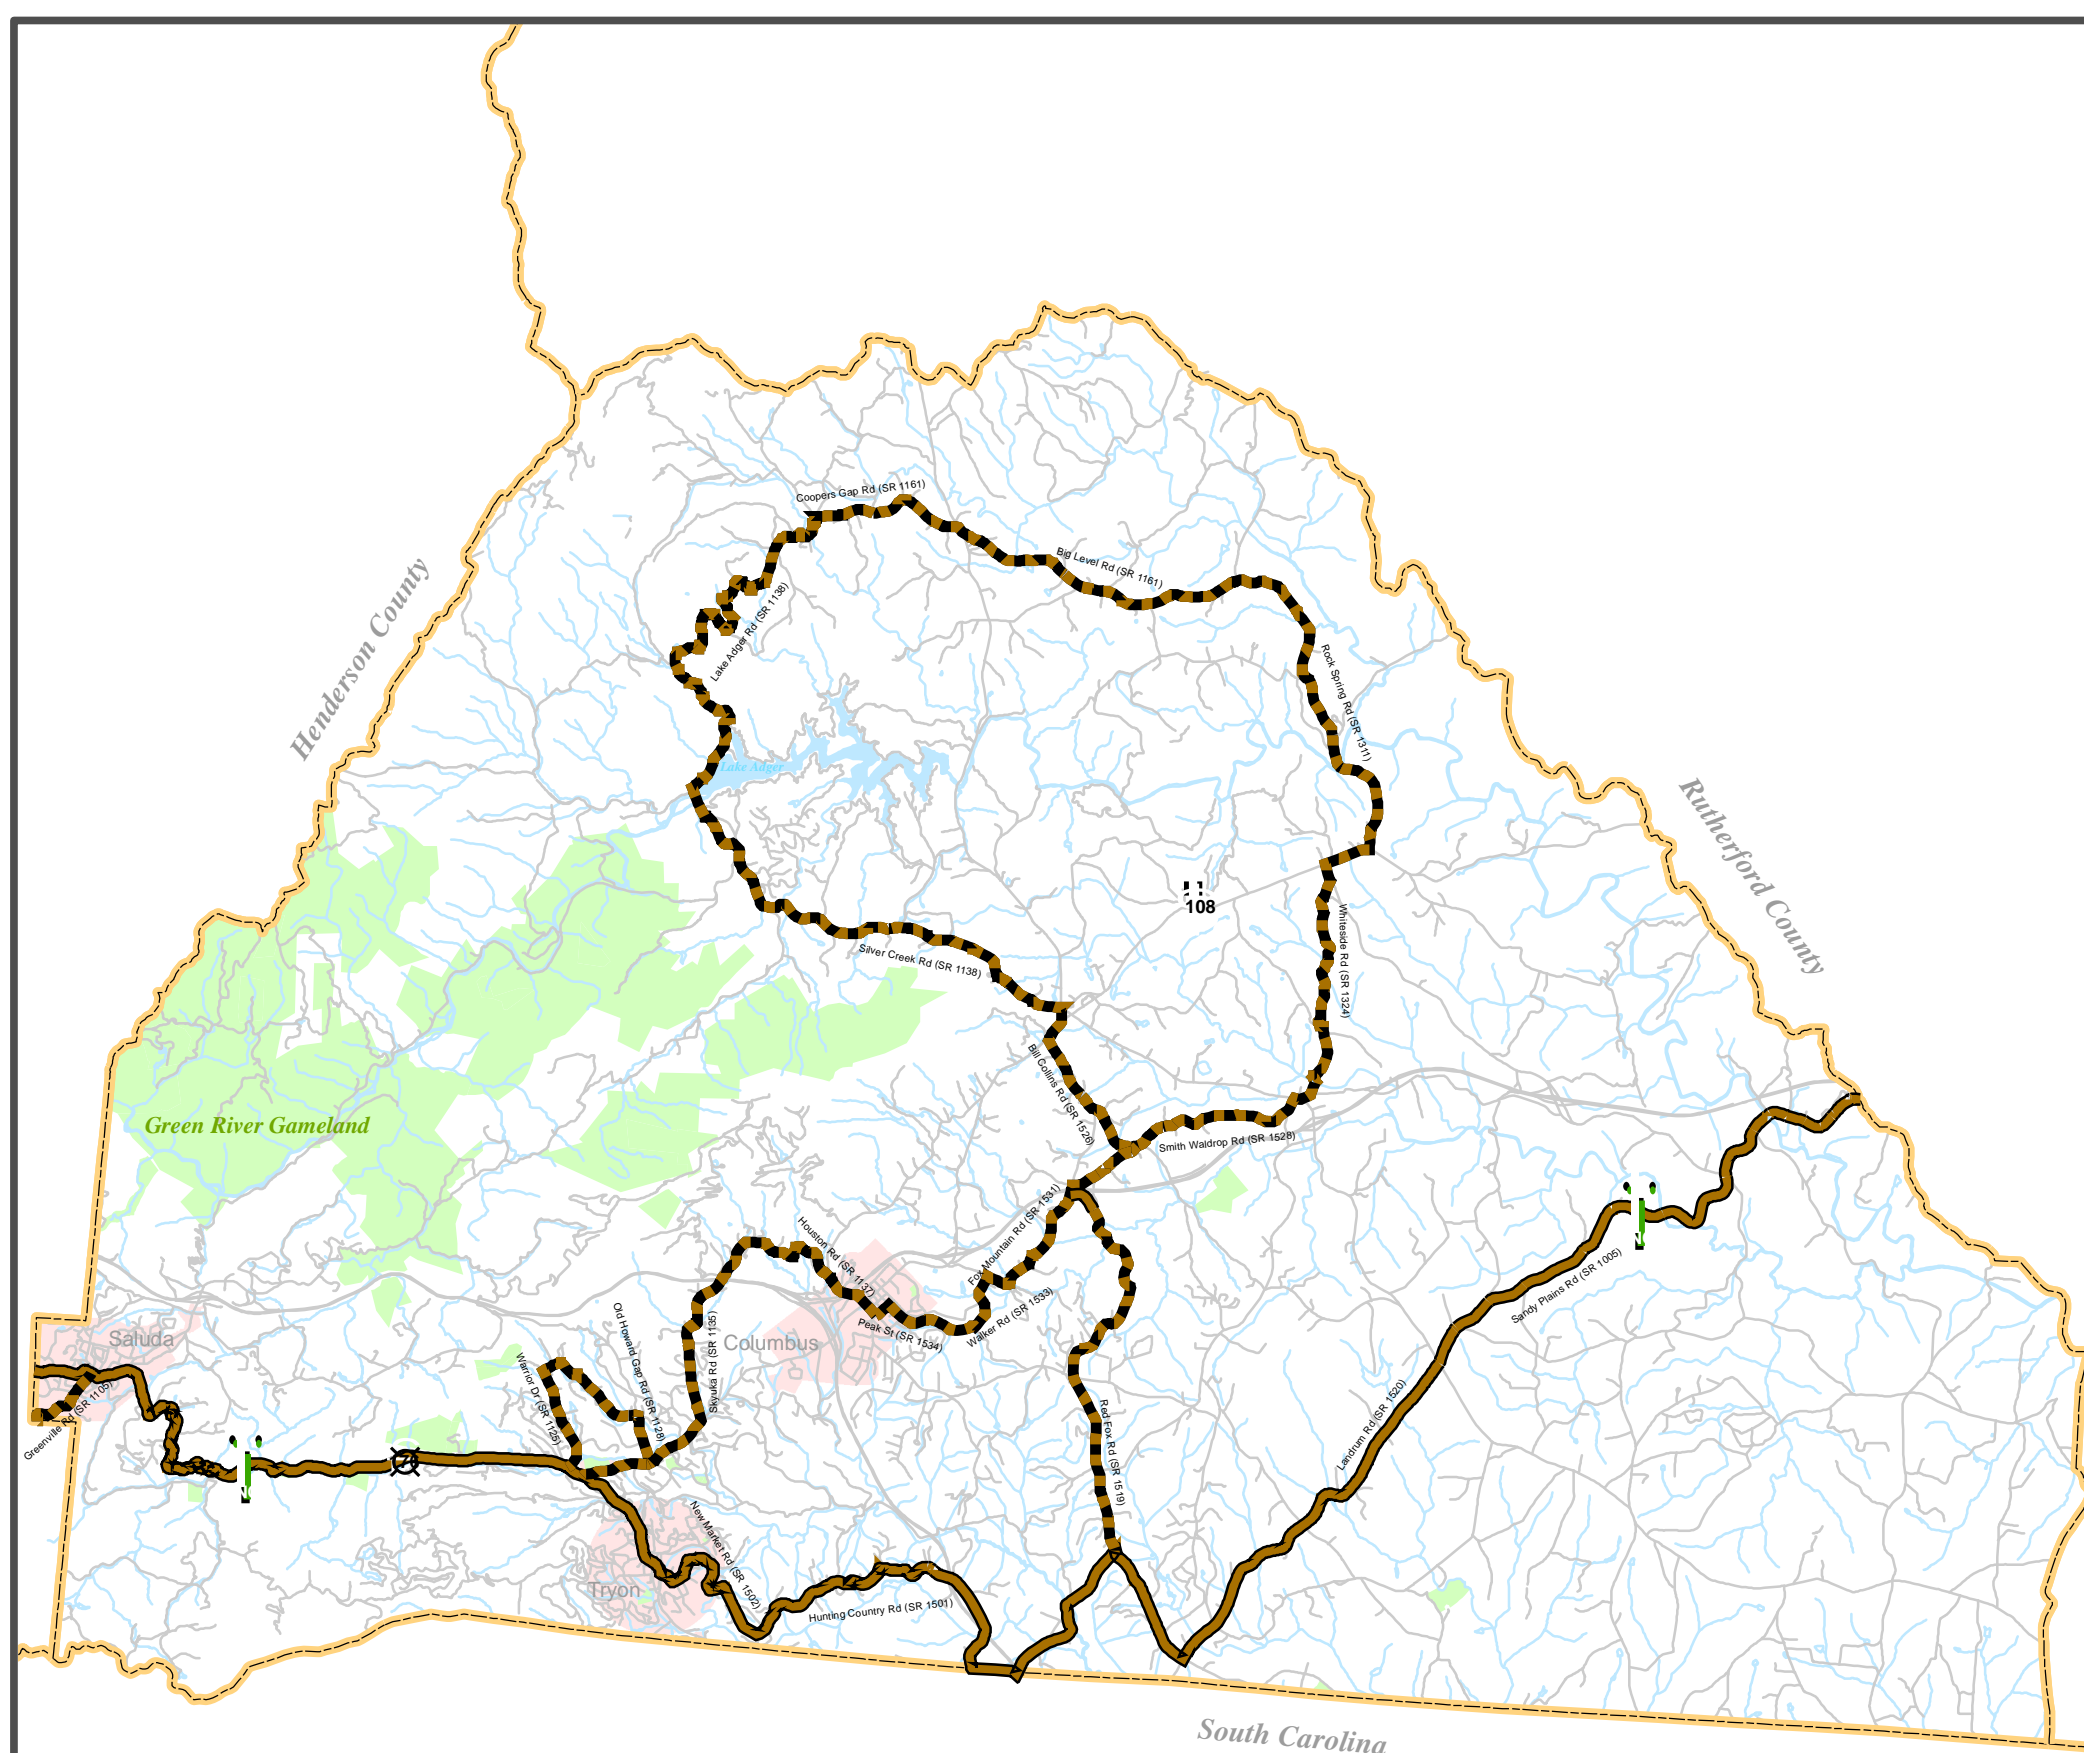 Coopers Gap Rd (SR 1161)
Big Level Rd (SR 1161)
Lake Adger Rd (SR 1138)
Henderson County
Rock Spring Rd (SR 1311)
Lake Adger
Rutherford County
108
Whiteside Rd (SR 1324)
Silver Creek Rd (SR 1138)
Bill Collins Rd (SR 1526)
Green River Gameland
Smith Waldrop Rd (SR 1528)
Fox Mountain Rd (SR 1531)
Houston Rd (SR 1137)
Sandy Plains Rd (SR 1005)
Walker Rd (SR 1533)
Saluda
Columbus
Peak St (SR 1534)
Old Howard Gap Rd (SR 1128)
Skyuka Rd (SR 1135)
Warrior Dr (SR 1125)
Greenville Rd (SR 1105)
Landrum Rd (SR 1520)
Red Fox Rd (SR 1519)
New Market Rd (SR 1502)
Tryon
Hunting Country Rd (SR 1501)
South Carolina